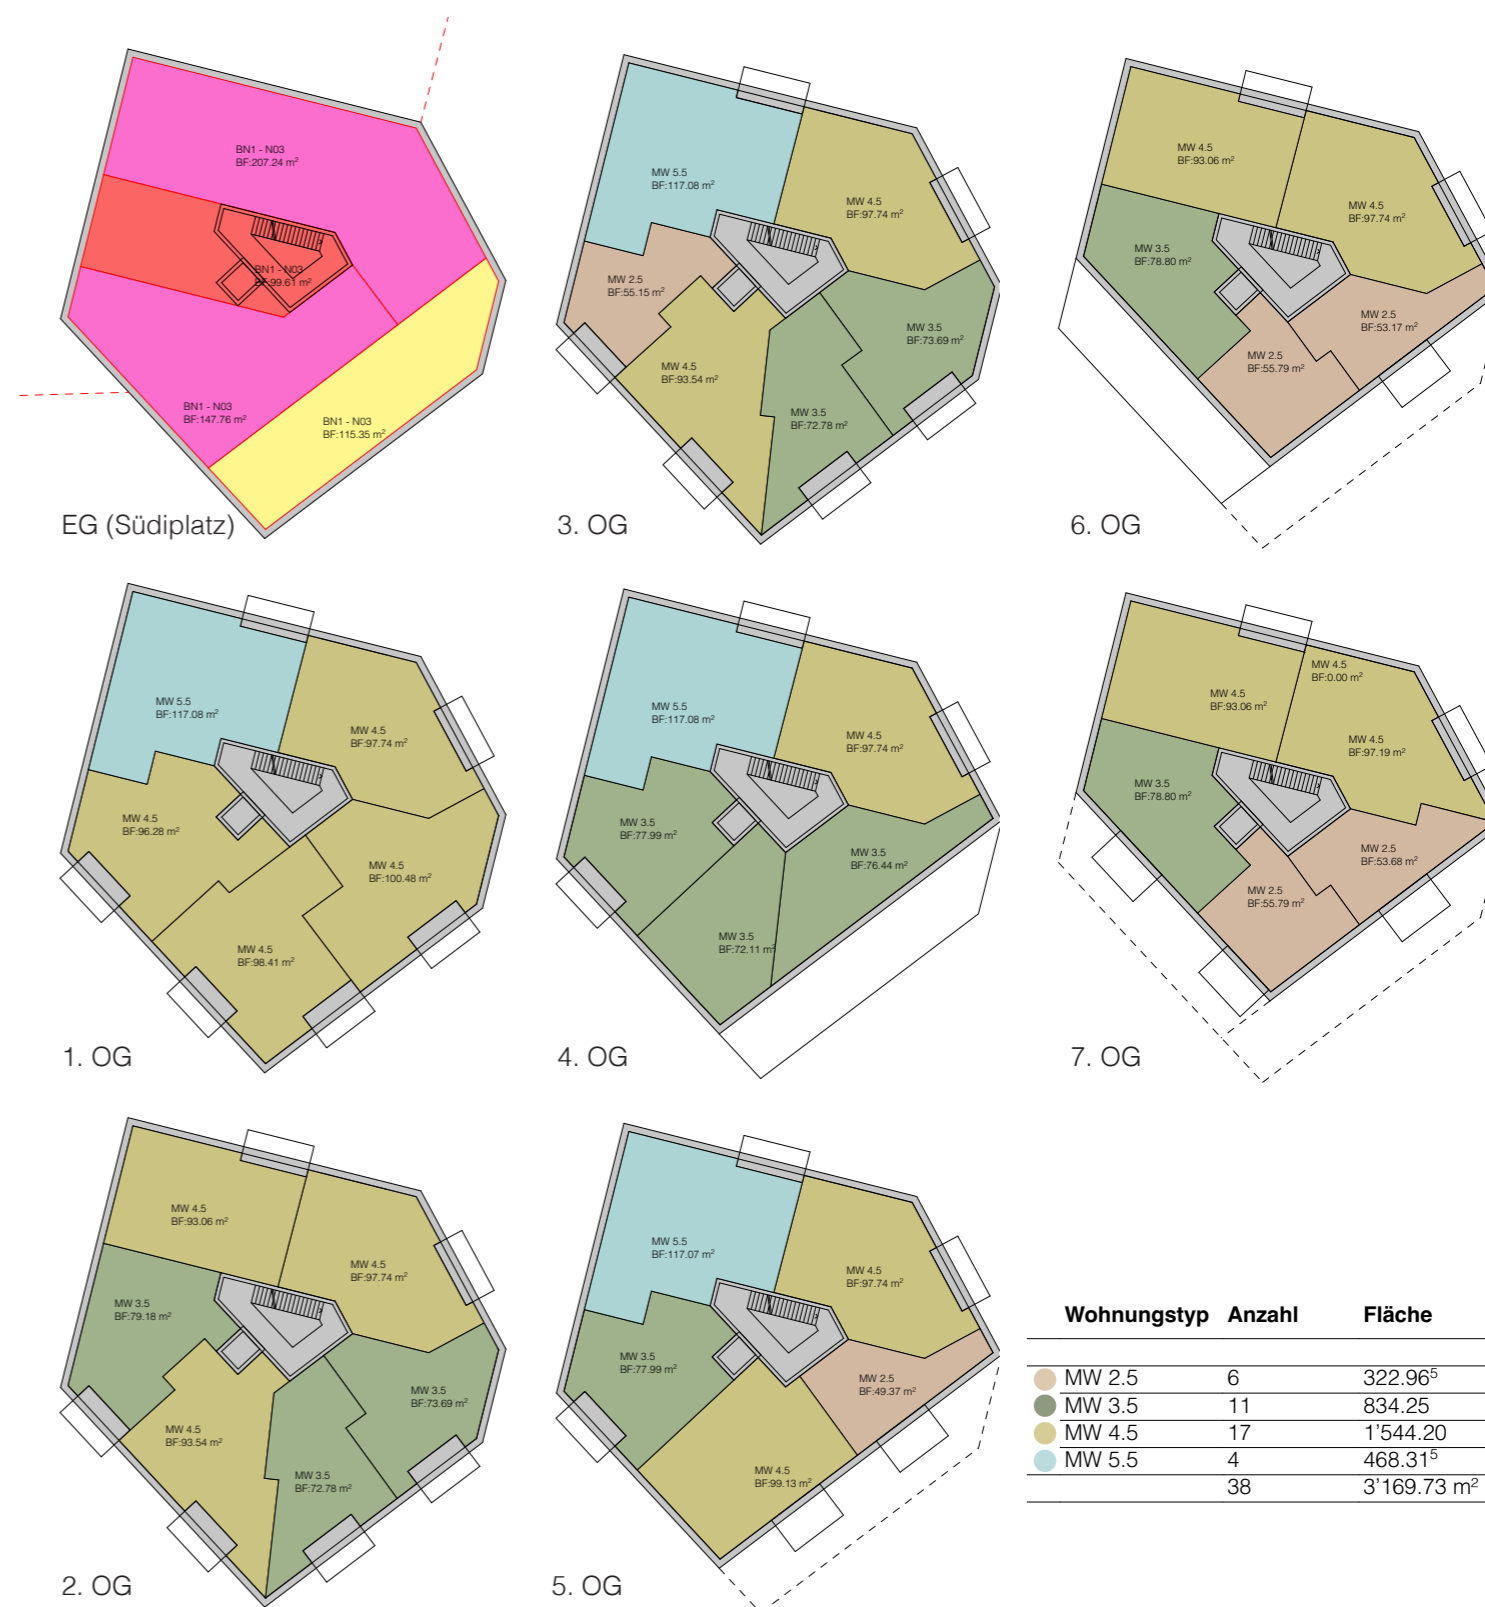 BN1 - N03
BF:207.24 m²
BN1 - N03
BF:99.61 m²
BN1 - N03
BF:147.76 m²
BN1 - N03
BF:115.35 m²
EG (Südiplatz)
MW 5.5
BF:117.08 m²
MW 4.5
BF:97.74 m²
MW 2.5
BF:55.15 m²
MW 3.5
BF:73.69 m²
MW 4.5
BF:93.54 m²
MW 3.5
BF:72.78 m²
3. OG
MW 4.5
BF:93.06 m²
MW 4.5
BF:97.74 m²
MW 3.5
BF:78.80 m²
MW 2.5
BF:53.17 m²
MW 2.5
BF:55.79 m²
6. OG
MW 5.5
BF:117.08 m²
MW 4.5
BF:97.74 m²
MW 4.5
BF:96.28 m²
MW 4.5
BF:100.48 m²
MW 4.5
BF:98.41 m²
1. OG
MW 5.5
BF:117.08 m²
MW 4.5
BF:97.74 m²
MW 3.5
BF:77.99 m²
MW 3.5
BF:76.44 m²
MW 3.5
BF:72.11 m²
4. OG
MW 4.5
BF:0.00 m²
MW 4.5
BF:93.06 m²
MW 4.5
BF:97.19 m²
MW 3.5
BF:78.80 m²
MW 2.5
BF:53.68 m²
MW 2.5
BF:55.79 m²
7. OG
MW 4.5
BF:93.06 m²
MW 4.5
BF:97.74 m²
MW 3.5
BF:79.18 m²
MW 3.5
BF:73.69 m²
MW 4.5
BF:93.54 m²
MW 3.5
BF:72.78 m²
2. OG
MW 5.5
BF:117.07 m²
MW 4.5
BF:97.74 m²
MW 3.5
BF:77.99 m²
MW 2.5
BF:49.37 m²
MW 4.5
BF:99.13 m²
5. OG
Wohnungstyp Anzahl Fläche
MW 2.5 6 322.96⁵
MW 3.5 11 834.25
MW 4.5 17 1'544.20
MW 5.5 4 468.31⁵
38 3'169.73 m²